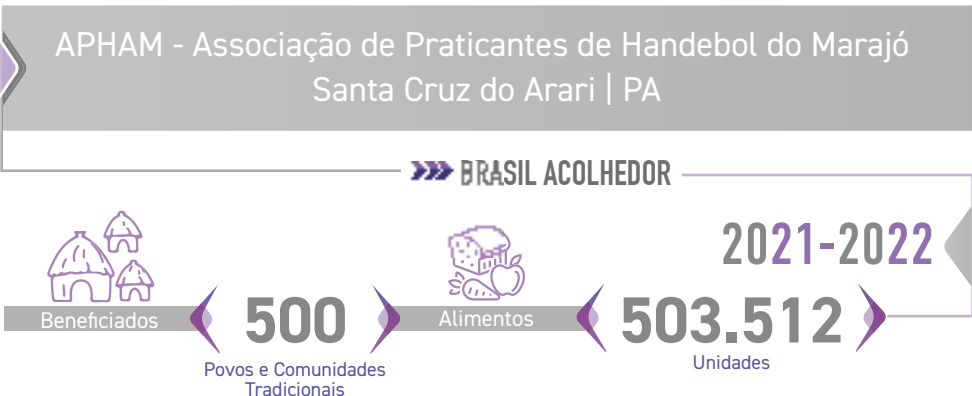 APHAM - Associação de Praticantes de Handebol do Marajó
Santa Cruz do Arari | PA
BRASIL ACOLHEDOR
2021-2022
Beneficiados
500
Povos e Comunidades
Tradicionais
Alimentos
503.512
Unidades